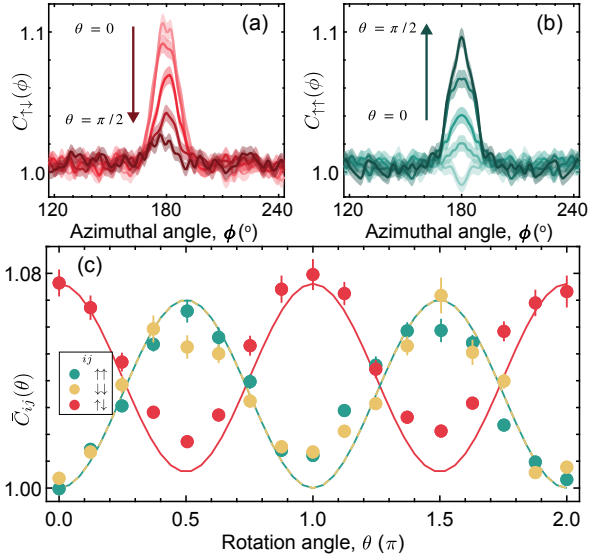 (a)
θ = 0
θ = π/2
C↑↓(ϕ)
1.1
1.0
120
180
240
Azimuthal angle, ϕ(°)
(b)
θ = π/2
θ = 0
C↑↑(ϕ)
1.1
1.0
120
180
240
Azimuthal angle, ϕ(°)
(c)
C̄ij(θ)
1.08
1.00
ij
↑↑
↓↓
↑↓
0.0
0.5
1.0
1.5
2.0
Rotation angle, θ (π)